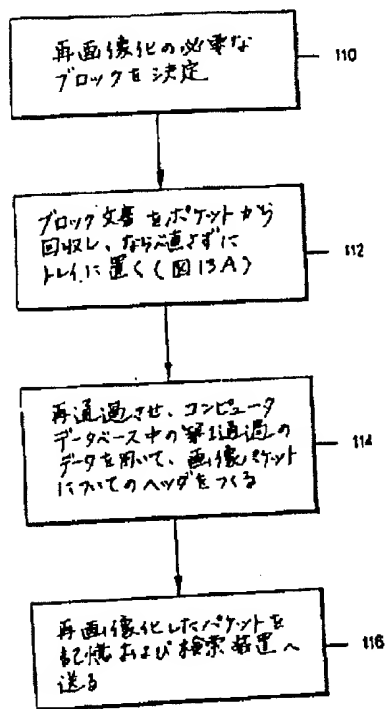 再画像化の必要な
ブロックを決定
110
ブロック文書をポケットから
回収し、ならべ直さずに
トレイに置く(図13A)
112
再通過させ、コンピュータ
データベース中の第1通過の
データを用いて、画像パケット
についてのヘッダをつくる
114
再画像化したパケットを
記憶および検索装置へ
送る
116